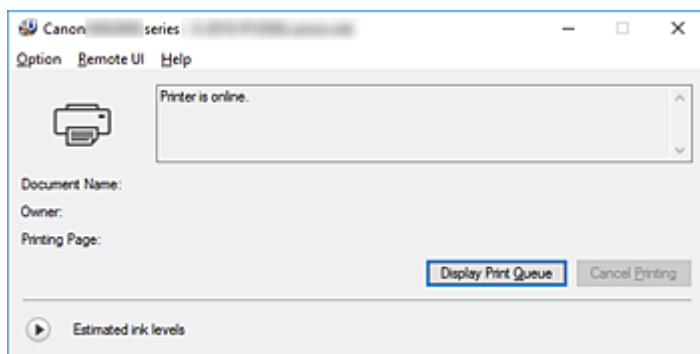 Canon series
Option Remote UI Help
Printer is online.
Document Name:
Owner:
Printing Page:
Display Print Queue Cancel Printing
Estimated ink levels